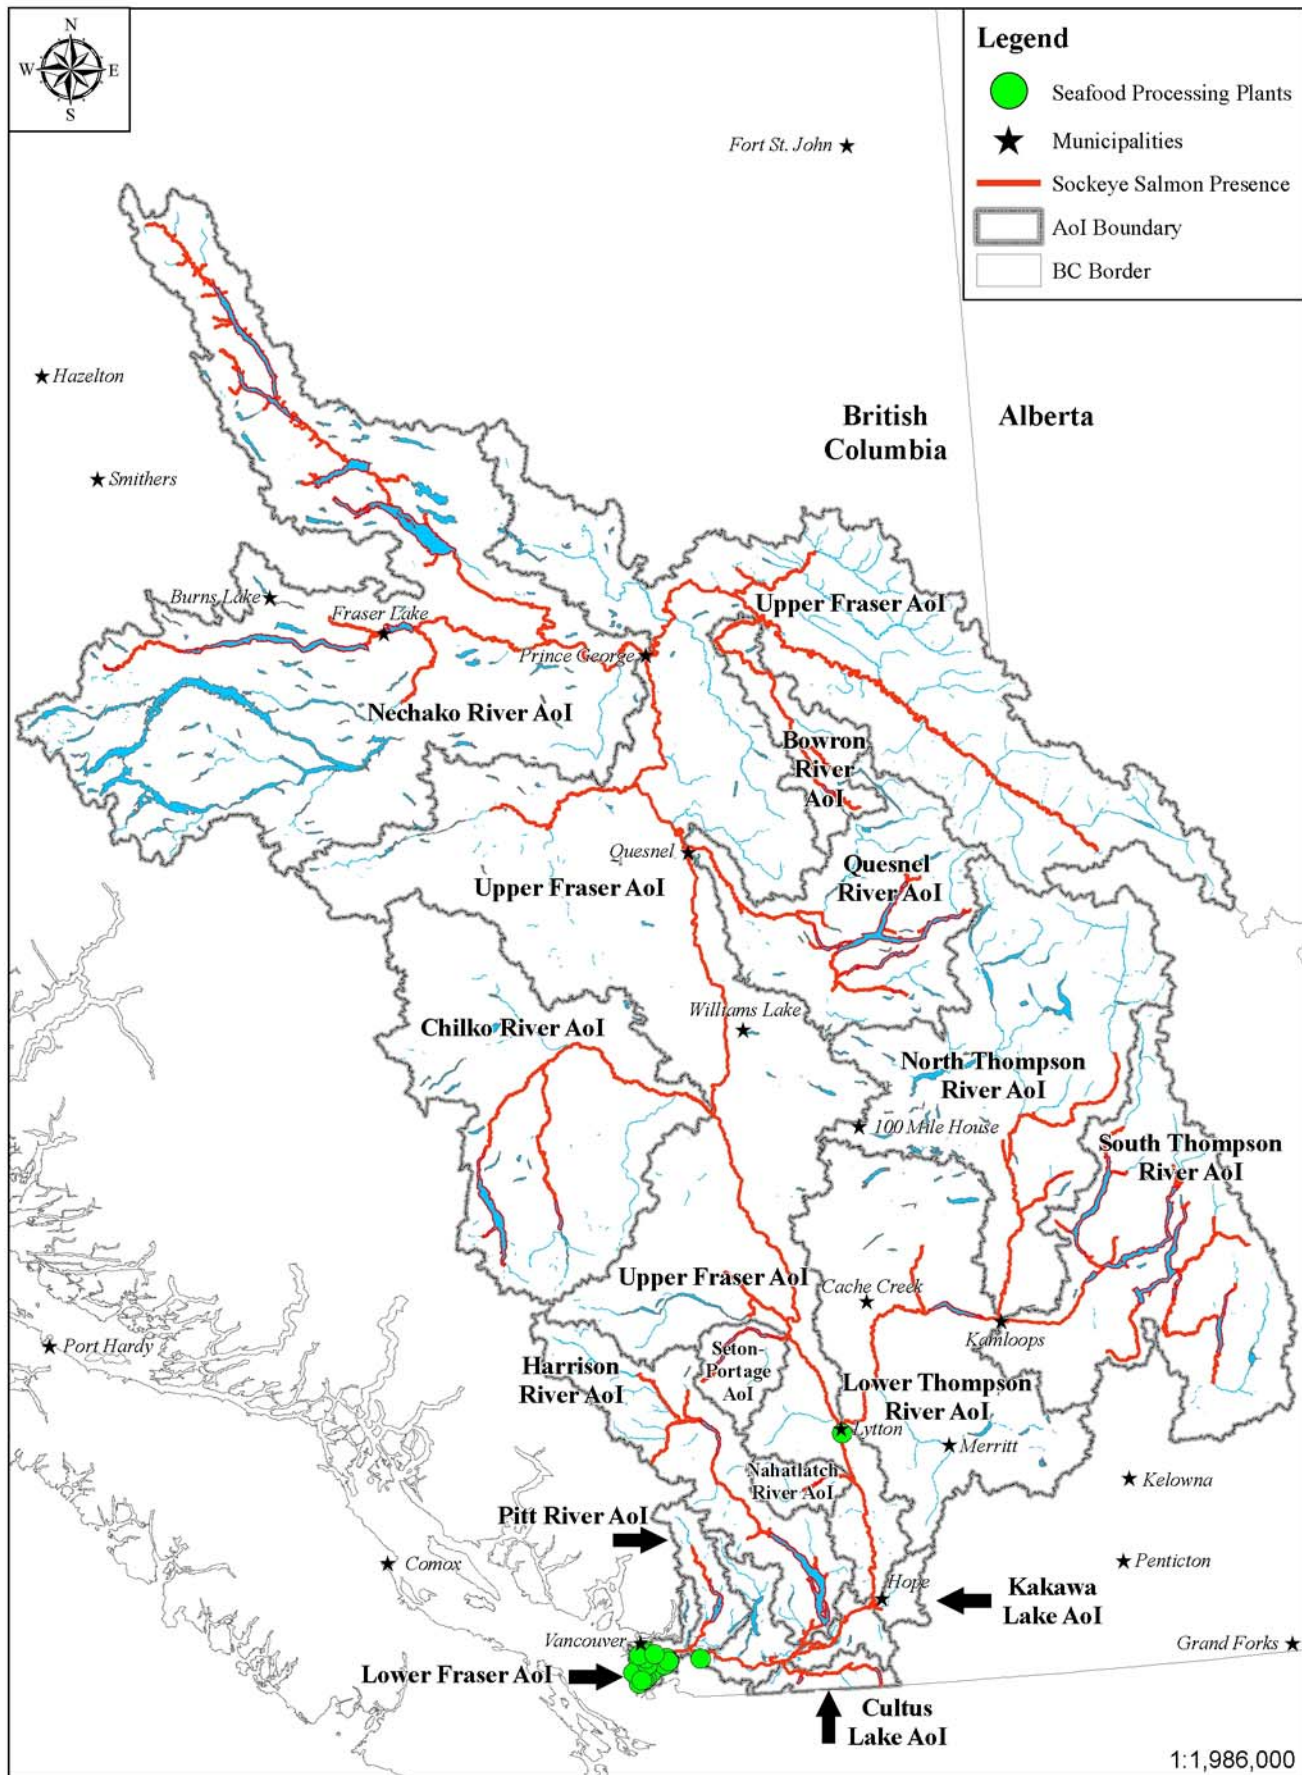 N
W E
S
Legend
Seafood Processing Plants
Municipalities
Sockeye Salmon Presence
AoI Boundary
BC Border
Fort St. John
Hazelton
British
Columbia
Alberta
Smithers
Burns Lake
Fraser Lake
Upper Fraser AoI
Prince George
Nechako River AoI
Bowron
River
AoI
Quesnel
Quesnel
River AoI
Upper Fraser AoI
Williams Lake
Chilko River AoI
North Thompson
River AoI
100 Mile House
South Thompson
River AoI
Upper Fraser AoI
Cache Creek
Kamloops
Port Hardy
Harrison
River AoI
Seton-
Portage
AoI
Lower Thompson
River AoI
Lytton
Merritt
Nahatlatch
River AoI
Kelowna
Pitt River AoI
Comox
Penticton
Hope
Kakawa
Lake AoI
Vancouver
Grand Forks
Lower Fraser AoI
Cultus
Lake AoI
1:1,986,000